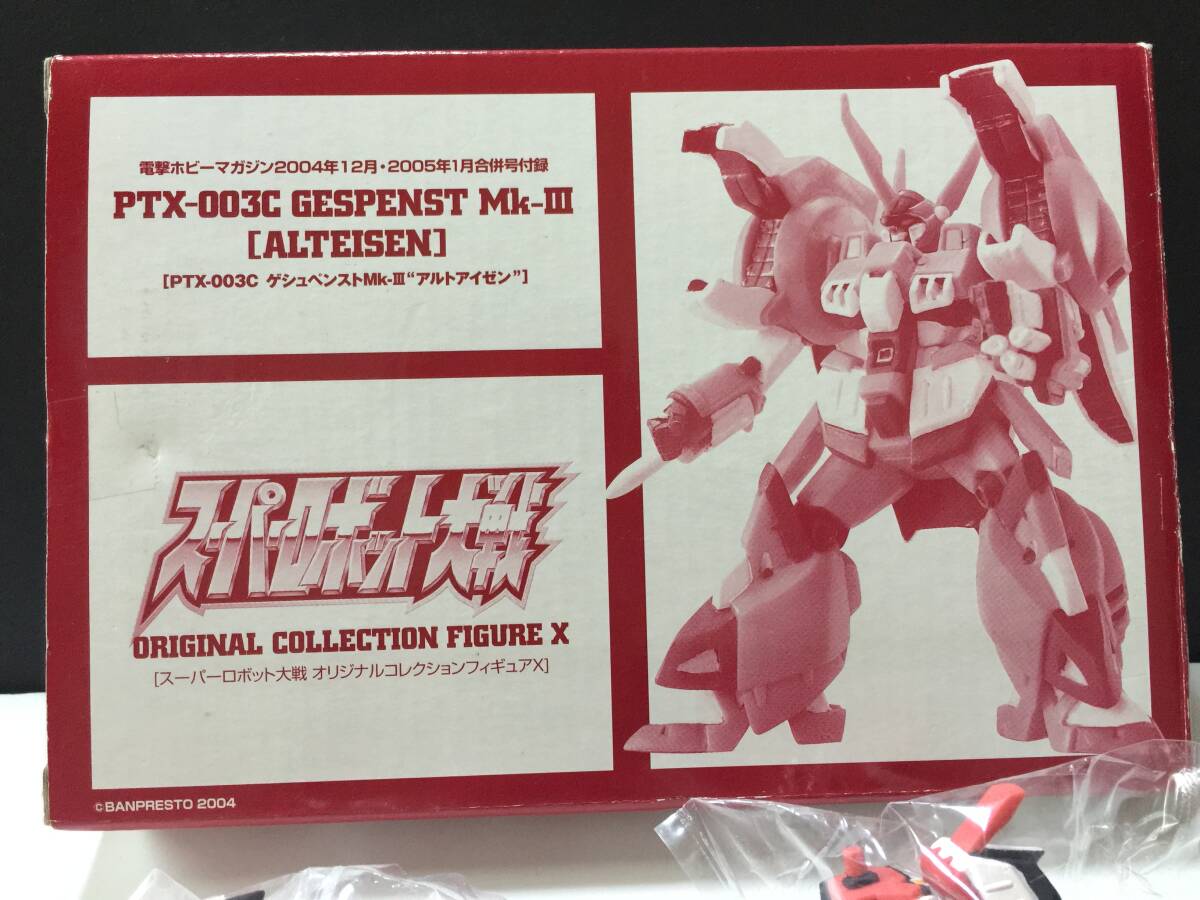 電撃ホビーマガジン2004年12月・2005年1月合併号付録
PTX-003C GESPENST Mk-III
[ALTEISEN]
[PTX-003C ゲシュペンストMk-III“アルトアイゼン”]
スーパーロボット大戦
ORIGINAL COLLECTION FIGURE X
[スーパーロボット大戦 オリジナルコレクションフィギュアX]
©BANPRESTO 2004